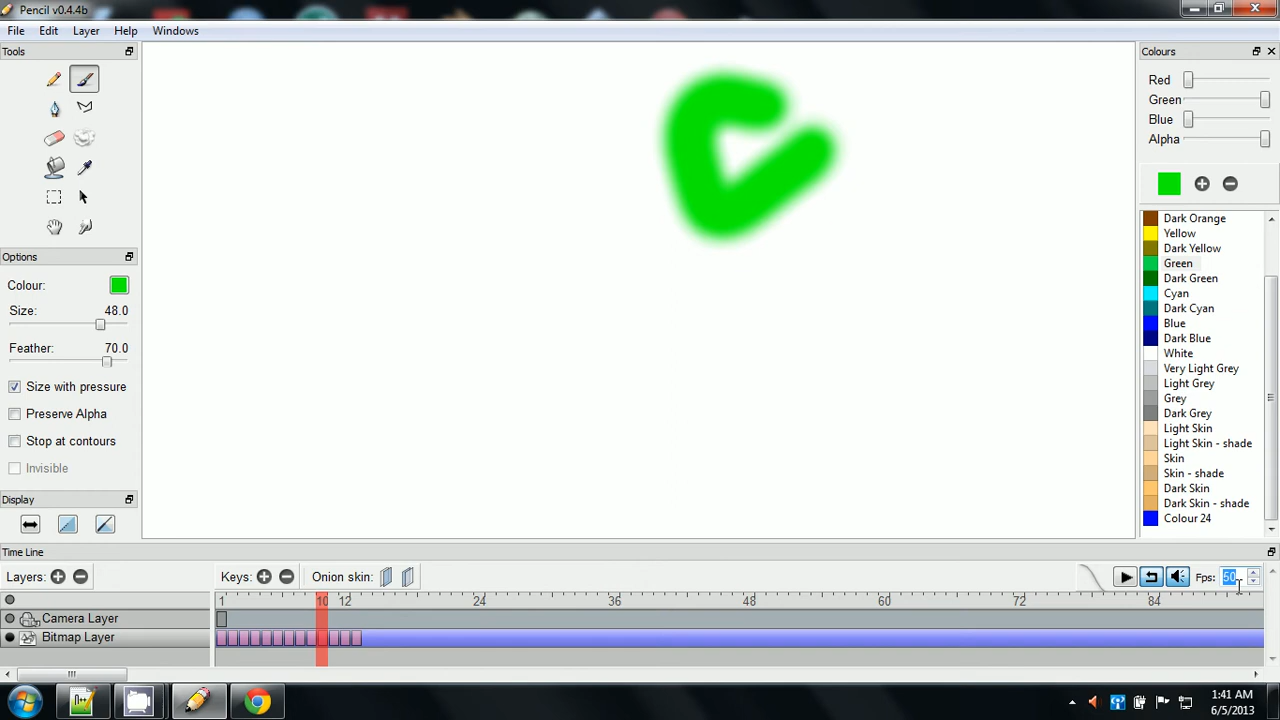 Pencil v0.4.4b
File Edit Layer Help Windows
Tools
Colours
Red
Green
Blue
Alpha
Options
Colour:
Size: 48.0
Feather: 70.0
Size with pressure
Preserve Alpha
Stop at contours
Invisible
Display
Dark Orange
Yellow
Dark Yellow
Green
Dark Green
Cyan
Dark Cyan
Blue
Dark Blue
White
Very Light Grey
Light Grey
Grey
Dark Grey
Light Skin
Light Skin - shade
Skin
Skin - shade
Dark Skin
Dark Skin - shade
Colour 24
Time Line
Layers: Keys: Onion skin: Fps: 50
1 10 12 24 36 48 60 72 84
Camera Layer
Bitmap Layer
1:41 AM
6/5/2013